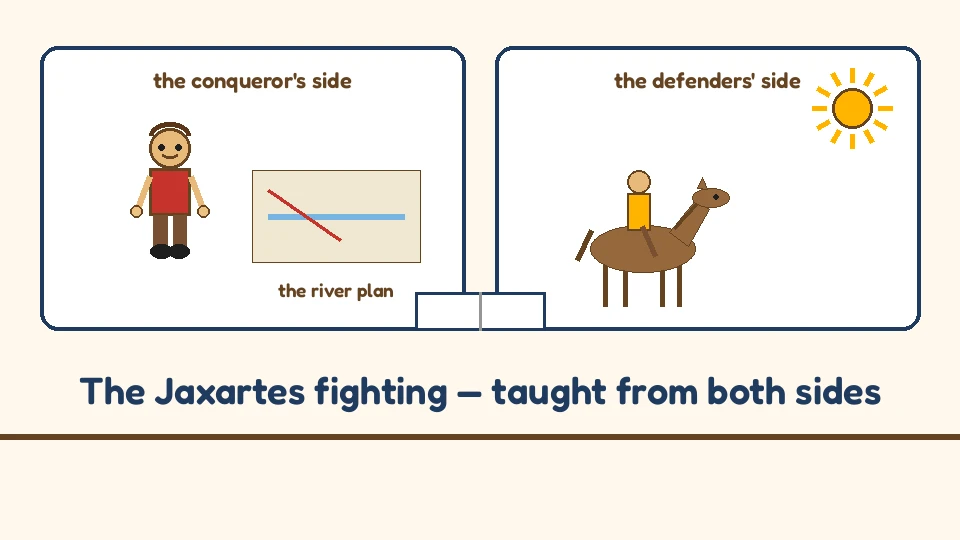 the conqueror's side
the defenders' side
the river plan
The Jaxartes fighting — taught from both sides